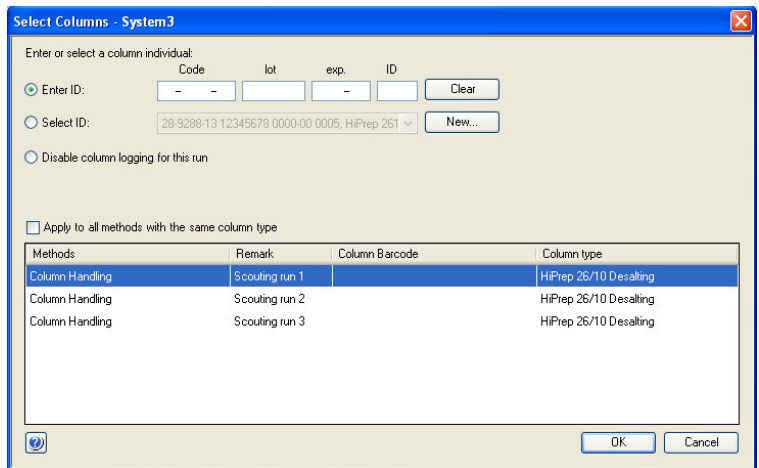 Select Columns - System3
Enter or select a column individual:
Code lot exp. ID
Enter ID: - - - Clear
Select ID: 28-9288-13 12345678 0000-00 0005, HiPrep 261 New...
Disable column logging for this run
Apply to all methods with the same column type
Methods Remark Column Barcode Column type
Column Handling Scouting run 1 HiPrep 26/10 Desalting
Column Handling Scouting run 2 HiPrep 26/10 Desalting
Column Handling Scouting run 3 HiPrep 26/10 Desalting
? OK Cancel